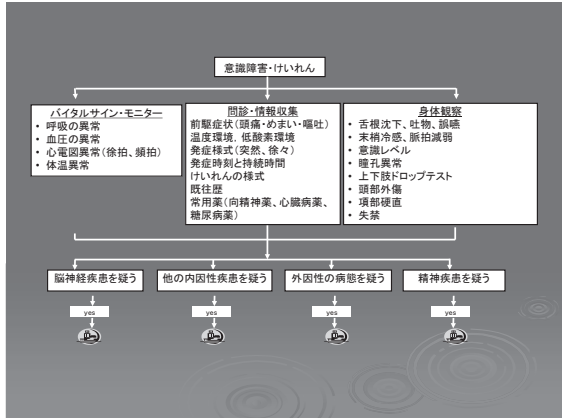 意識障害・けいれん
バイタルサイン・モニター
• 呼吸の異常
• 血圧の異常
• 心電図異常(徐拍、頻拍)
• 体温異常
問診・情報収集
前駆症状(頭痛・めまい・嘔吐)
温度環境，低酸素環境
発症様式(突然、徐々)
発症時刻と持続時間
けいれんの様式
既往歴
常用薬(向精神薬、心臓病薬、
糖尿病薬)
身体観察
• 舌根沈下、吐物、誤嚥
• 末梢冷感、脈拍減弱
• 意識レベル
• 瞳孔異常
• 上下肢ドロップテスト
• 頭部外傷
• 項部硬直
• 失禁
脳神経疾患を疑う
他の内因性疾患を疑う
外因性の病態を疑う
精神疾患を疑う
yes
yes
yes
yes